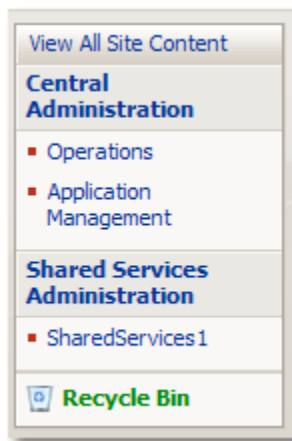 View All Site Content
Central
Administration
Operations
Application
Management
Shared Services
Administration
SharedServices1
Recycle Bin